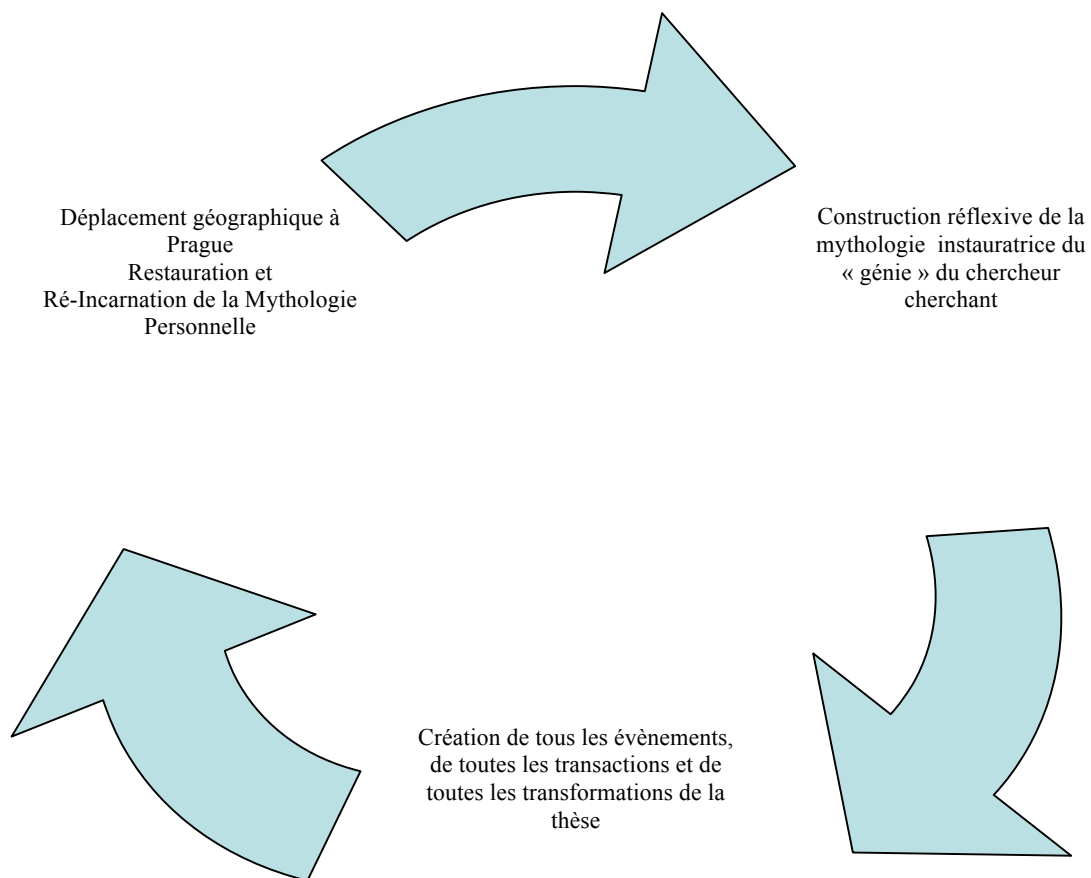 Déplacement géographique à
Prague
Restauration et
Ré-Incarnation de la Mythologie
Personnelle
Construction réflexive de la
mythologie instauratrice du
« génie » du chercheur
cherchant
Création de tous les évènements,
de toutes les transactions et de
toutes les transformations de la
thèse